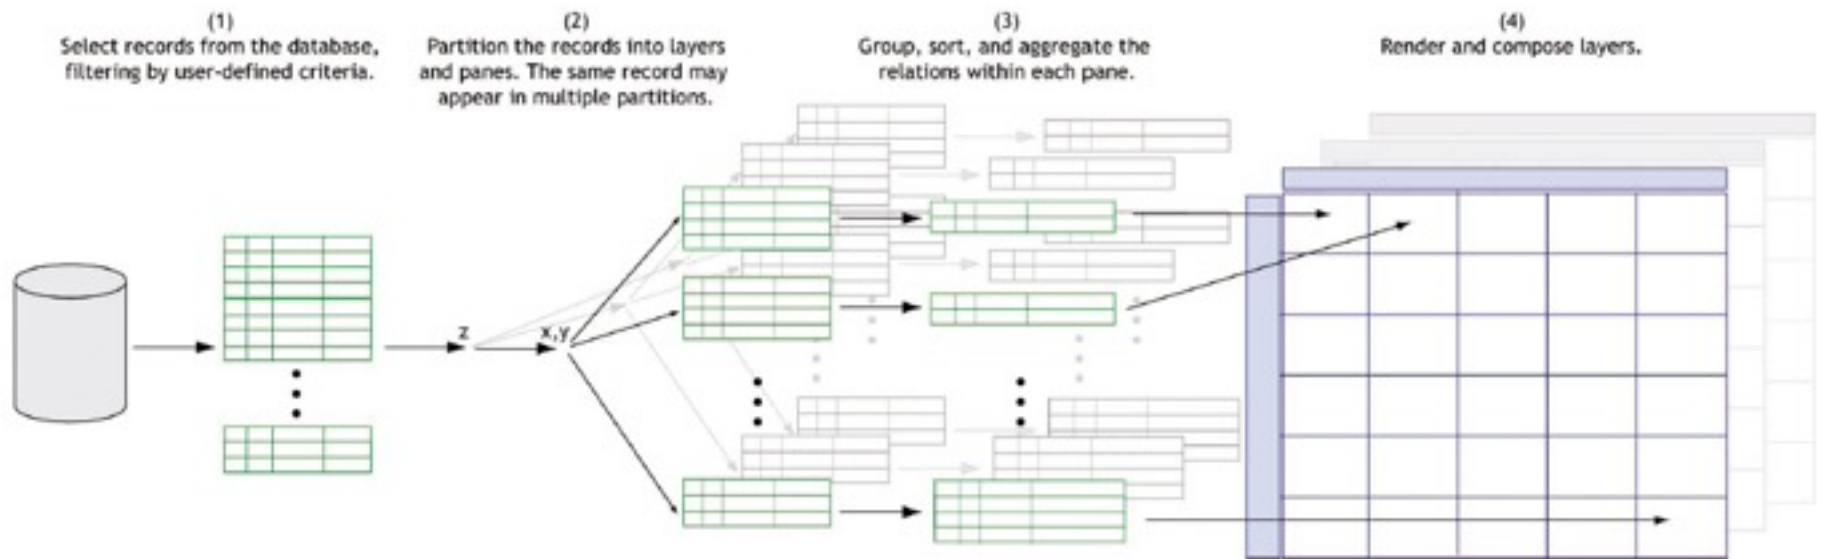 (1)
Select records from the database,
filtering by user-defined criteria.
(2)
Partition the records into layers
and panes. The same record may
appear in multiple partitions.
(3)
Group, sort, and aggregate the
relations within each pane.
(4)
Render and compose layers.
z
x,y